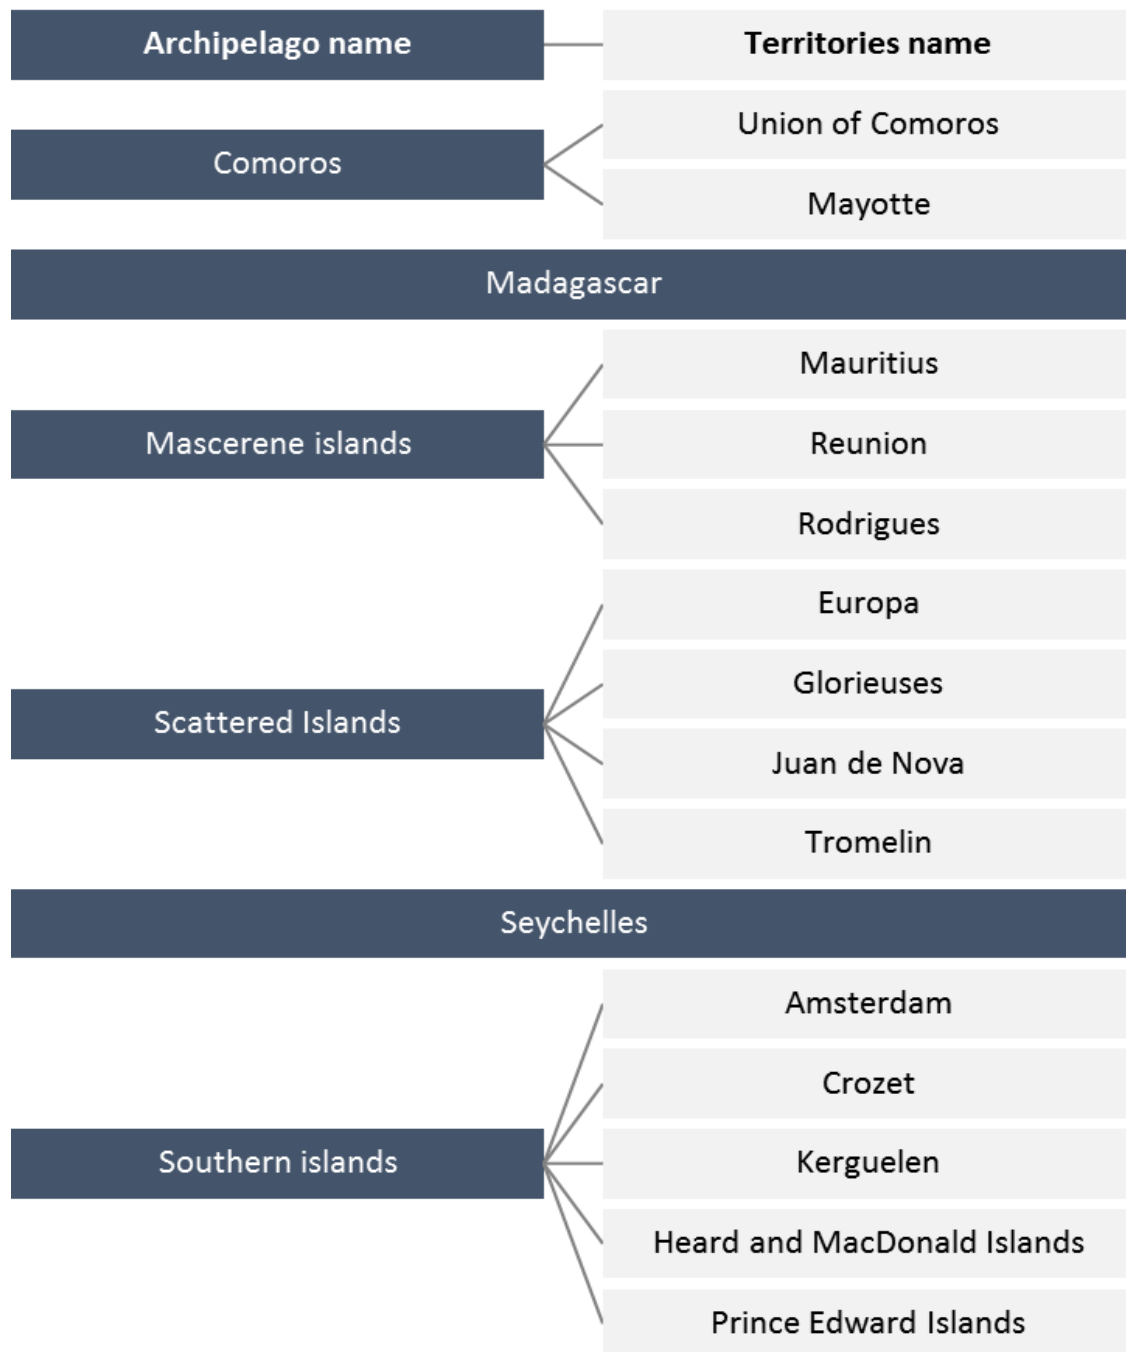 Archipelago name
Territories name
Comoros
Union of Comoros
Mayotte
Madagascar
Mascerene islands
Mauritius
Reunion
Rodrigues
Scattered Islands
Europa
Glorieuses
Juan de Nova
Tromelin
Seychelles
Southern islands
Amsterdam
Crozet
Kerguelen
Heard and MacDonald Islands
Prince Edward Islands